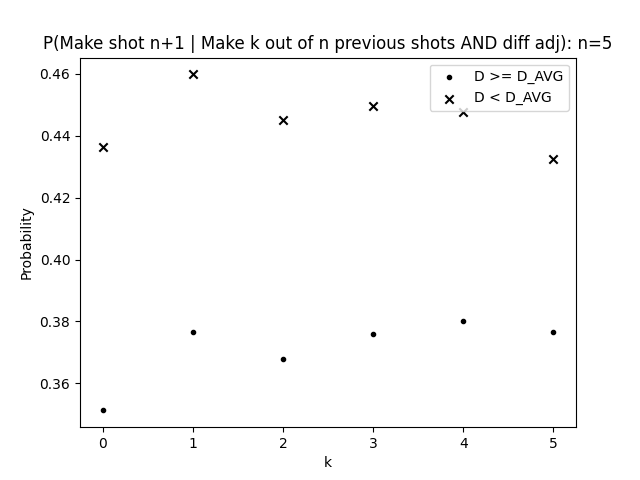 P(Make shot n+1 | Make k out of n previous shots AND diff adj): n=5
D >= D_AVG
D < D_AVG
0.46
0.44
0.42
0.40
0.38
0.36
Probability
0 1 2 3 4 5
k